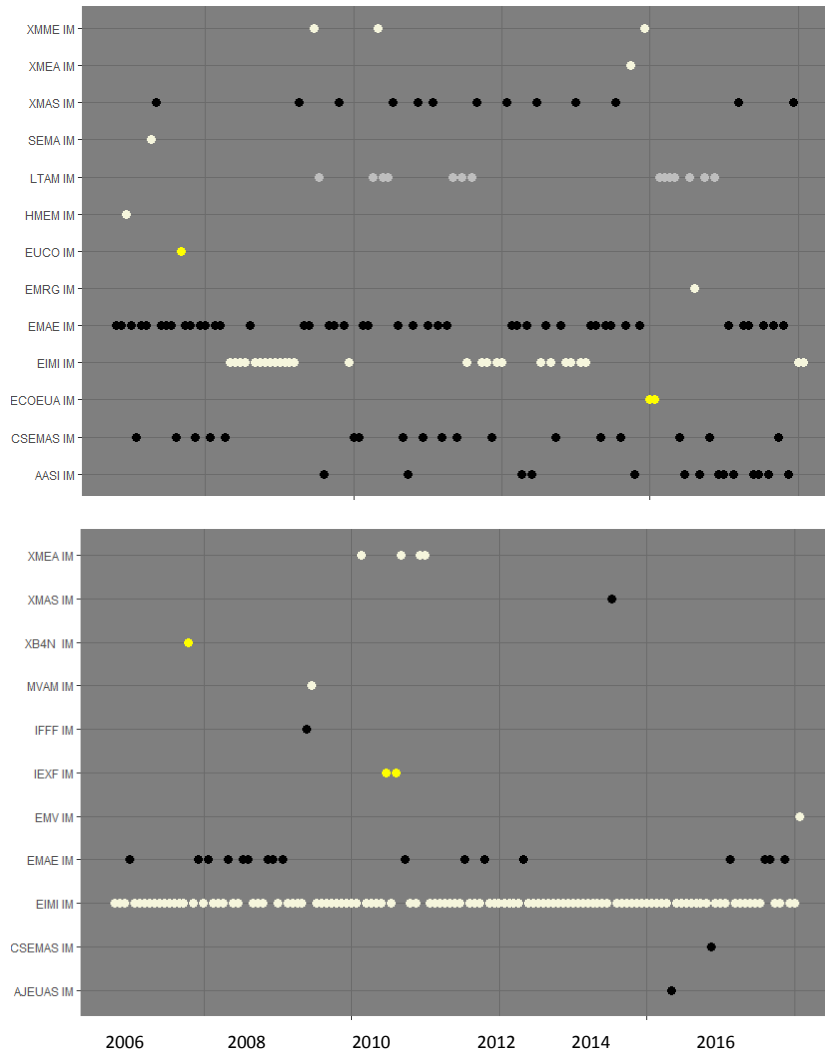 XMME IM
XMEA IM
XMAS IM
SEMA IM
LTAM IM
HMEM IM
EUCO IM
EMRG IM
EMAE IM
EIMI IM
ECOEUA IM
CSEMAS IM
AASI IM
XMEA IM
XMAS IM
XB4N IM
MVAM IM
IFFF IM
IEXF IM
EMV IM
EMAE IM
EIMI IM
CSEMAS IM
AJEUAS IM
2006 2008 2010 2012 2014 2016